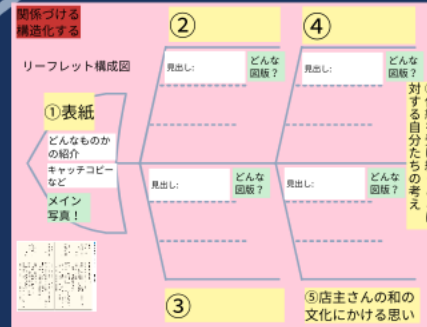 関係づける
構造化する
リーフレット構成図
①表紙
どんなものか
の紹介
キャッチコピー
など
メイン
写真！
②
見出し:
どんな
図版？
④
見出し:
どんな
図版？
見出し:
どんな
図版？
③
見出し:
どんな
図版？
⑤店主さんの和の
文化にかける思い
対する自分たちの考え